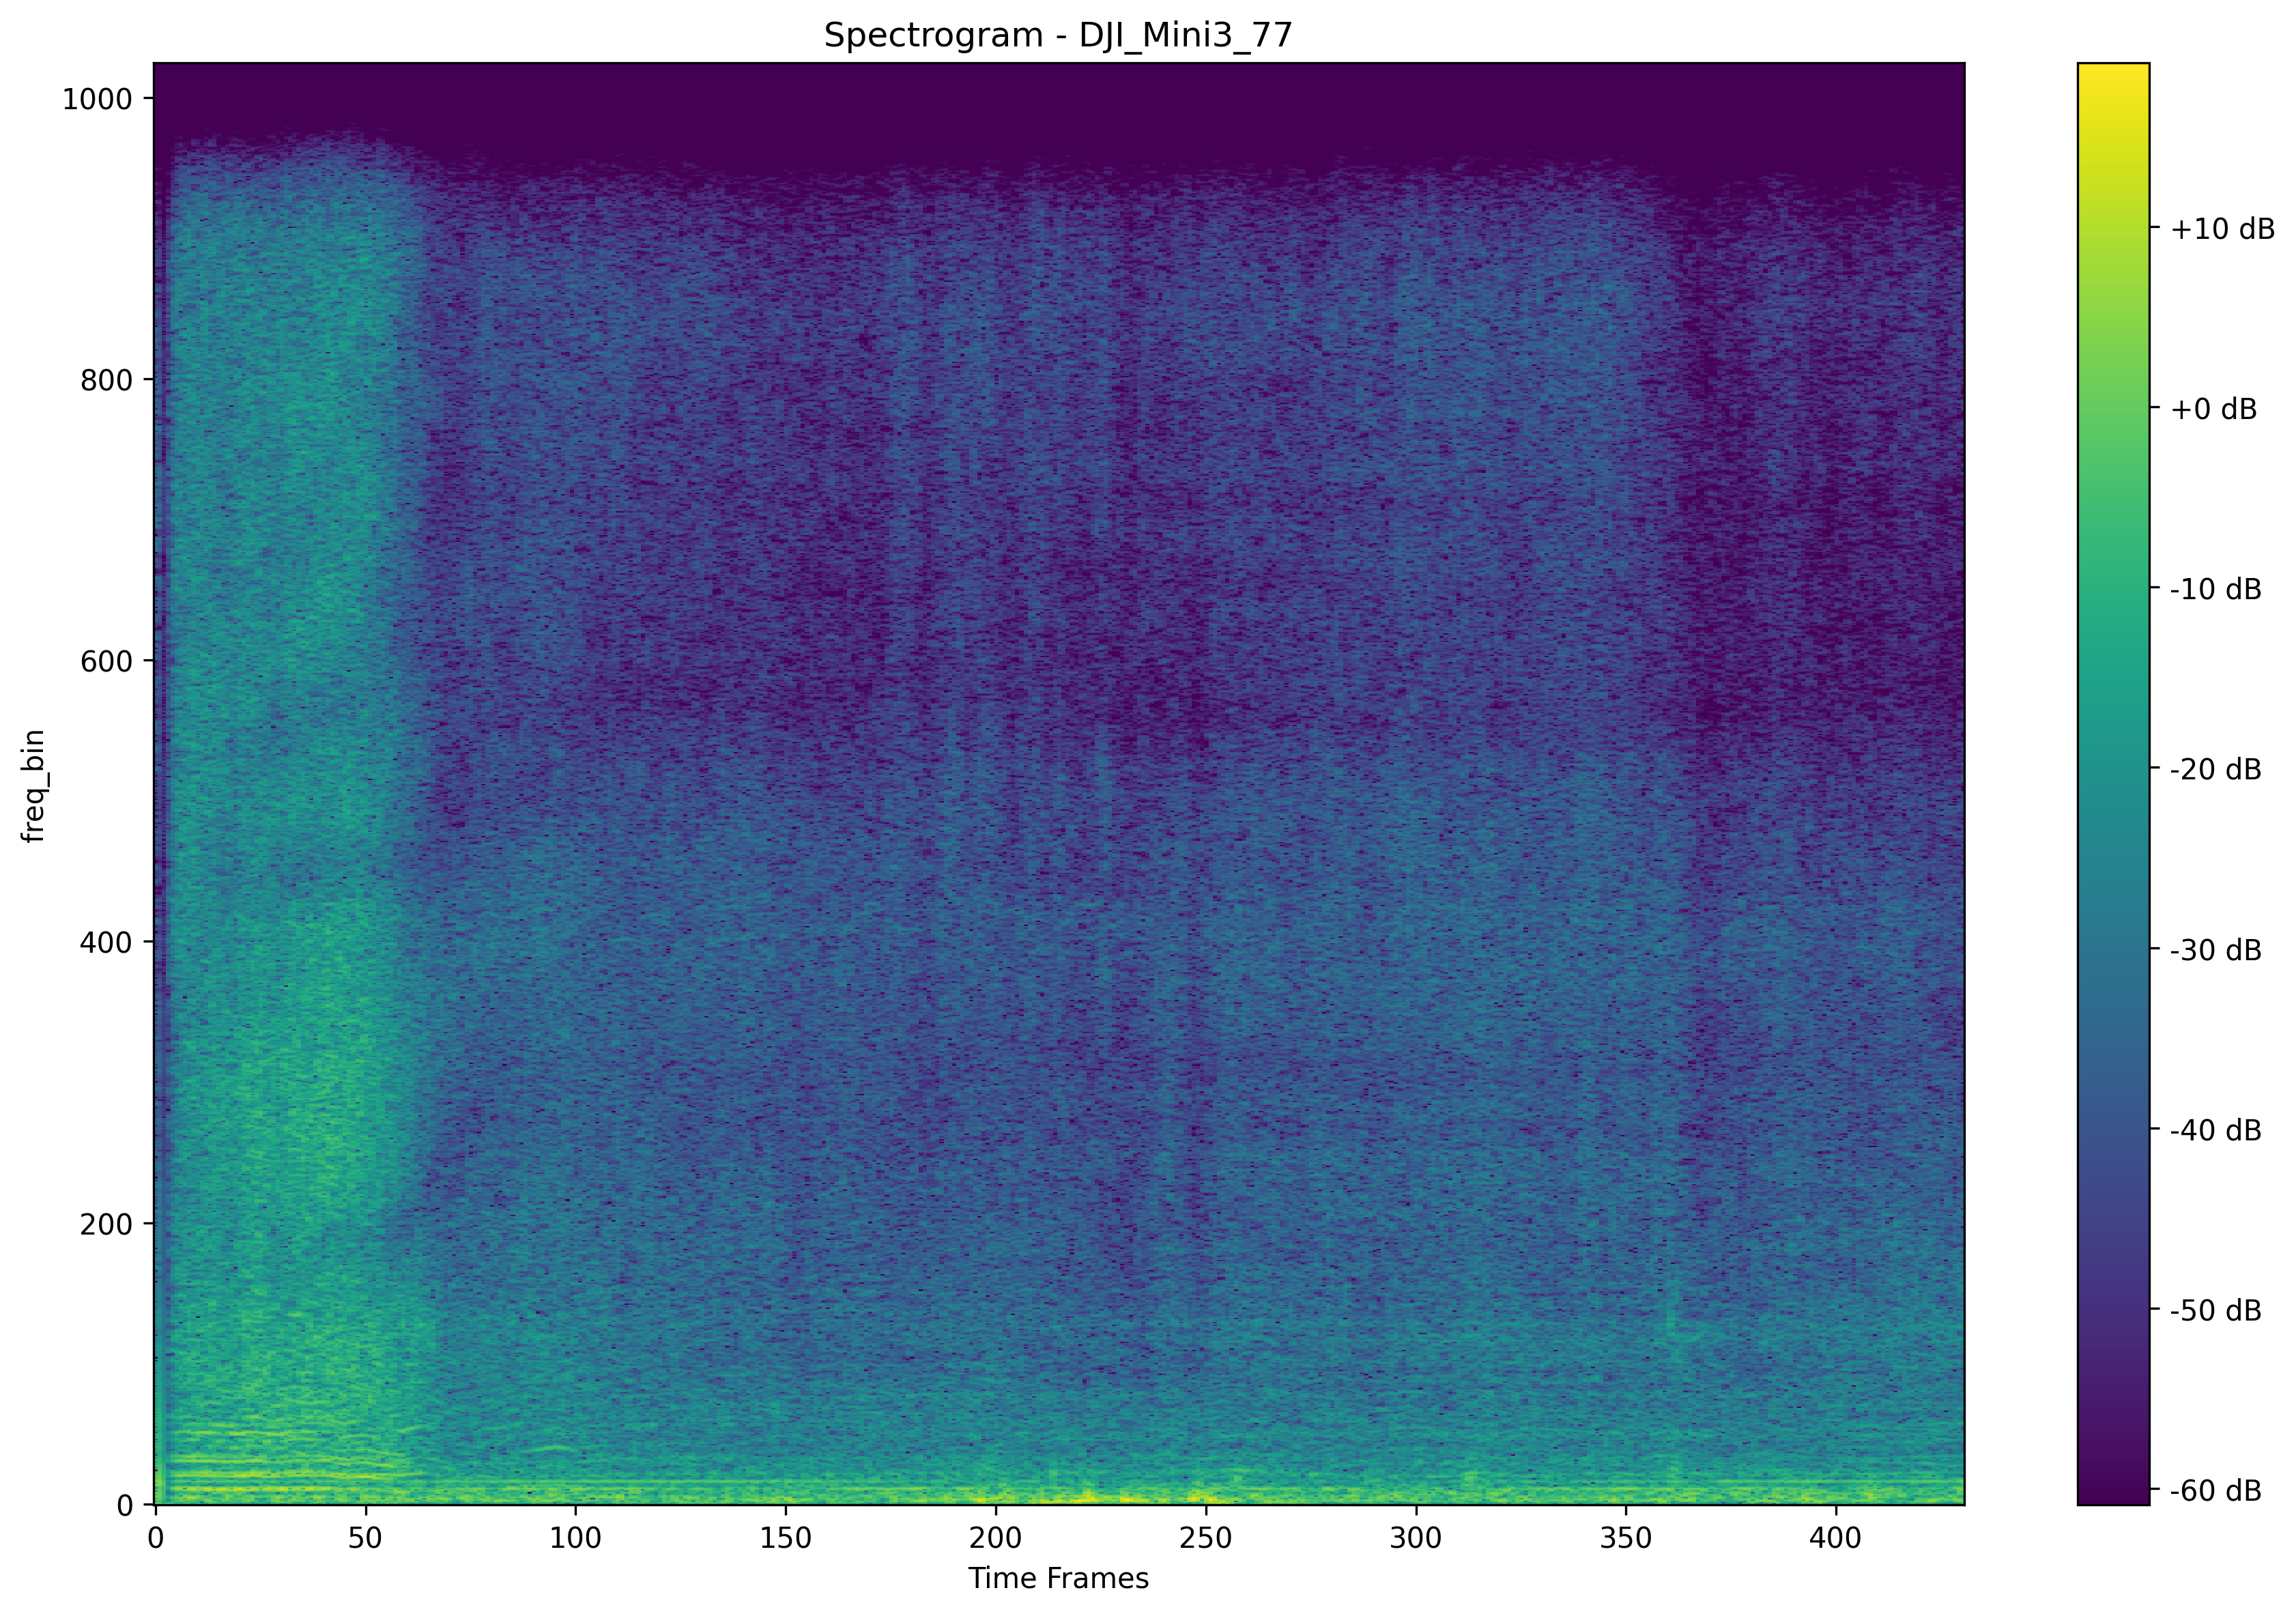 Spectrogram - DJI_Mini3_77
1000
800
600
400
200
0
freq_bin
0 50 100 150 200 250 300 350 400
Time Frames
+10 dB
+0 dB
-10 dB
-20 dB
-30 dB
-40 dB
-50 dB
-60 dB